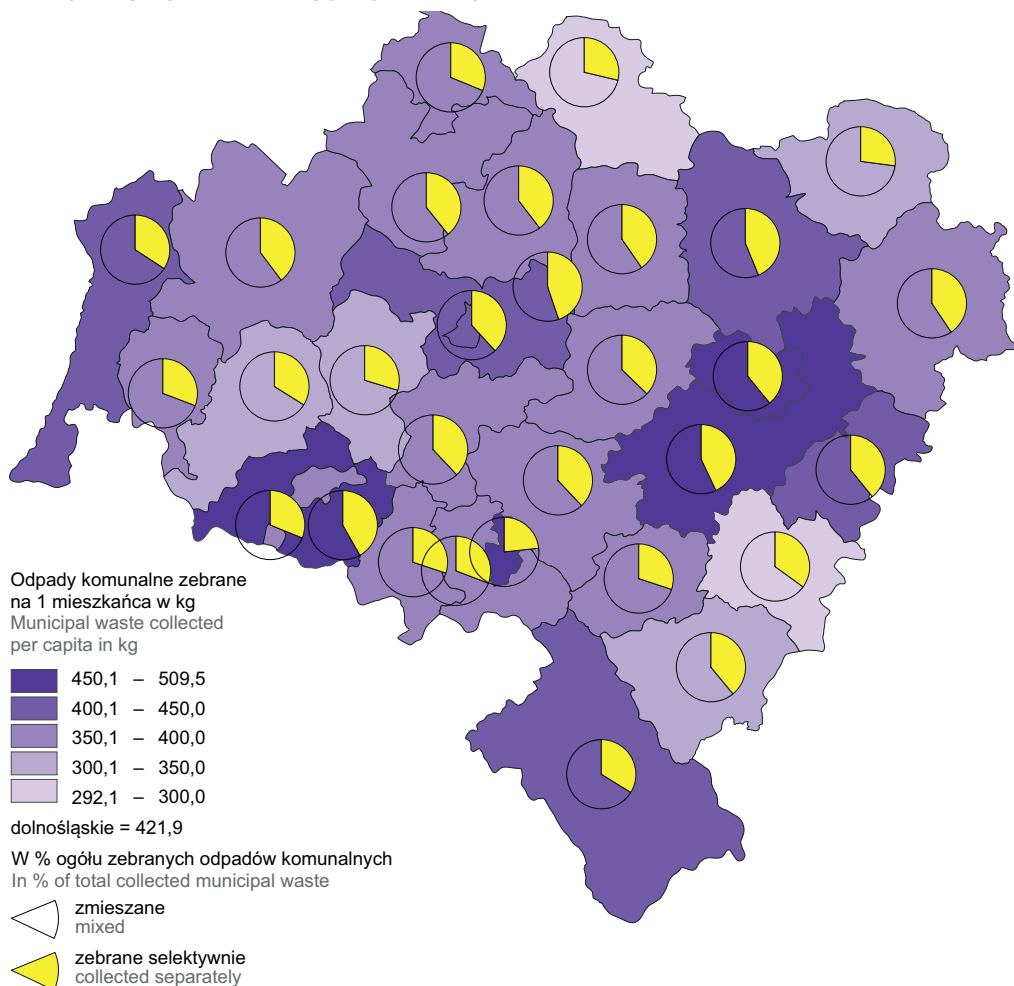 Odpady komunalne zebrane
na 1 mieszkańca w kg
Municipal waste collected
per capita in kg
450,1 – 509,5
400,1 – 450,0
350,1 – 400,0
300,1 – 350,0
292,1 – 300,0
dolnośląskie = 421,9
W % ogółu zebranych odpadów komunalnych
In % of total collected municipal waste
zmieszane
mixed
zebrane selektywnie
collected separately